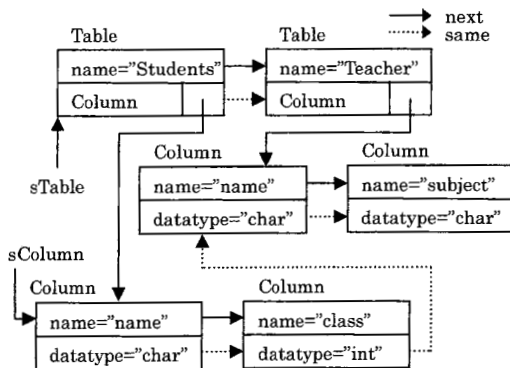 next
same
Table
name="Students"
Column
Table
name="Teacher"
Column
sTable
Column
name="name"
datatype="char"
Column
name="subject"
datatype="char"
sColumn
Column
name="name"
datatype="char"
Column
name="class"
datatype="int"